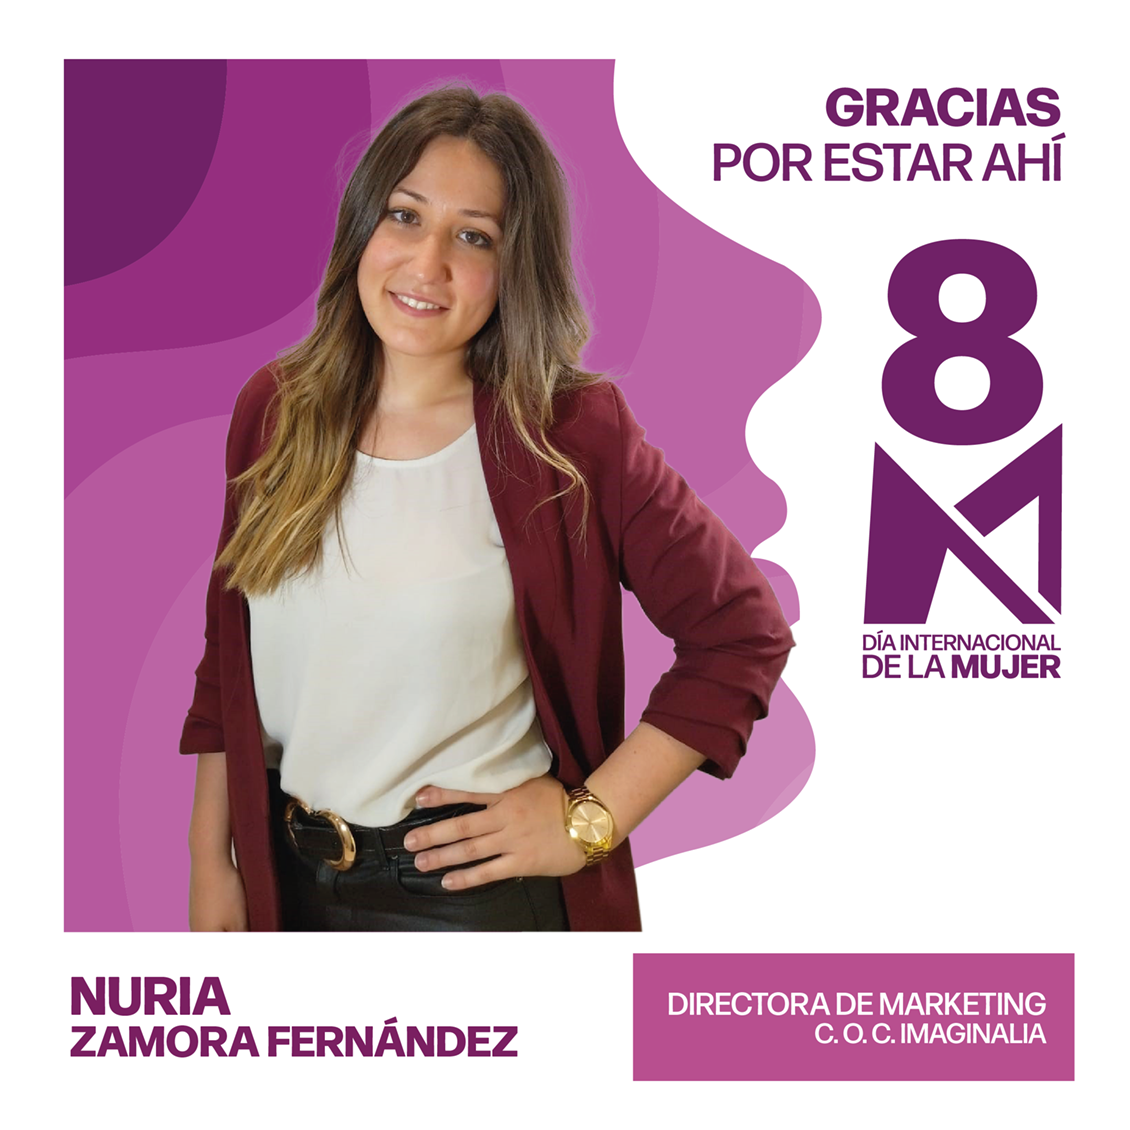 GRACIAS
POR ESTAR AHÍ
8
M
DÍA INTERNACIONAL
DE LA MUJER
NURIA
ZAMORA FERNÁNDEZ
DIRECTORA DE MARKETING
C. O. C. IMAGINALIA